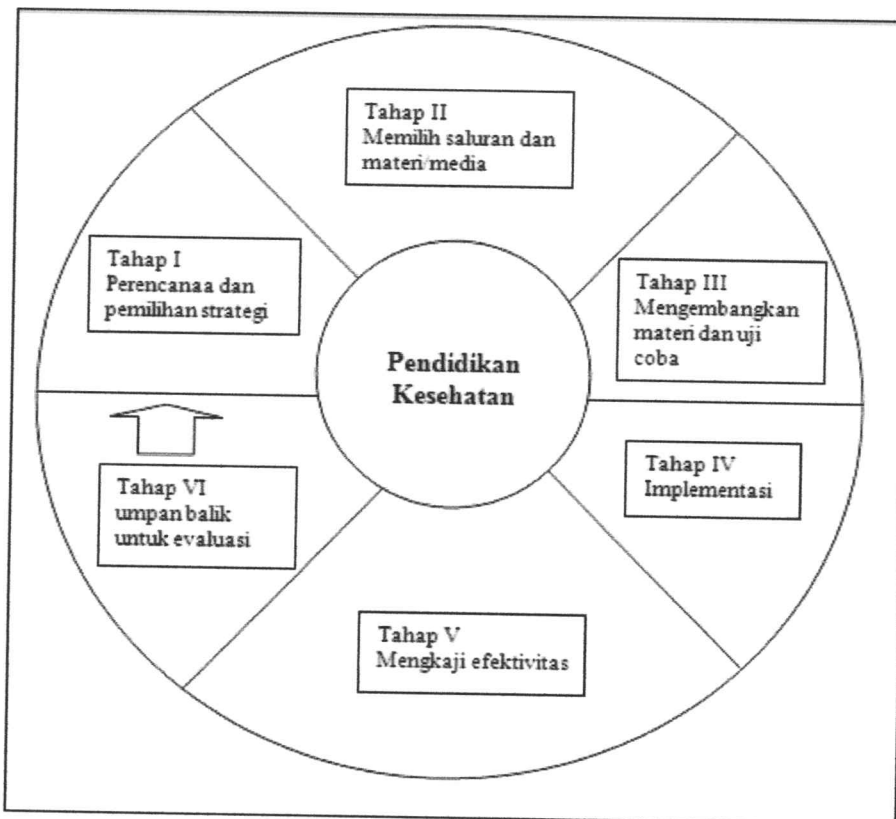 Tahap II
Memilih saluran dan
materi/media
Tahap I
Perencanaa dan
pemilihan strategi
Tahap III
Mengembangkan
materi dan uji
coba
Pendidikan
Kesehatan
Tahap IV
Implementasi
Tahap VI
umpan balik
untuk evaluasi
Tahap V
Mengkaji efektivitas